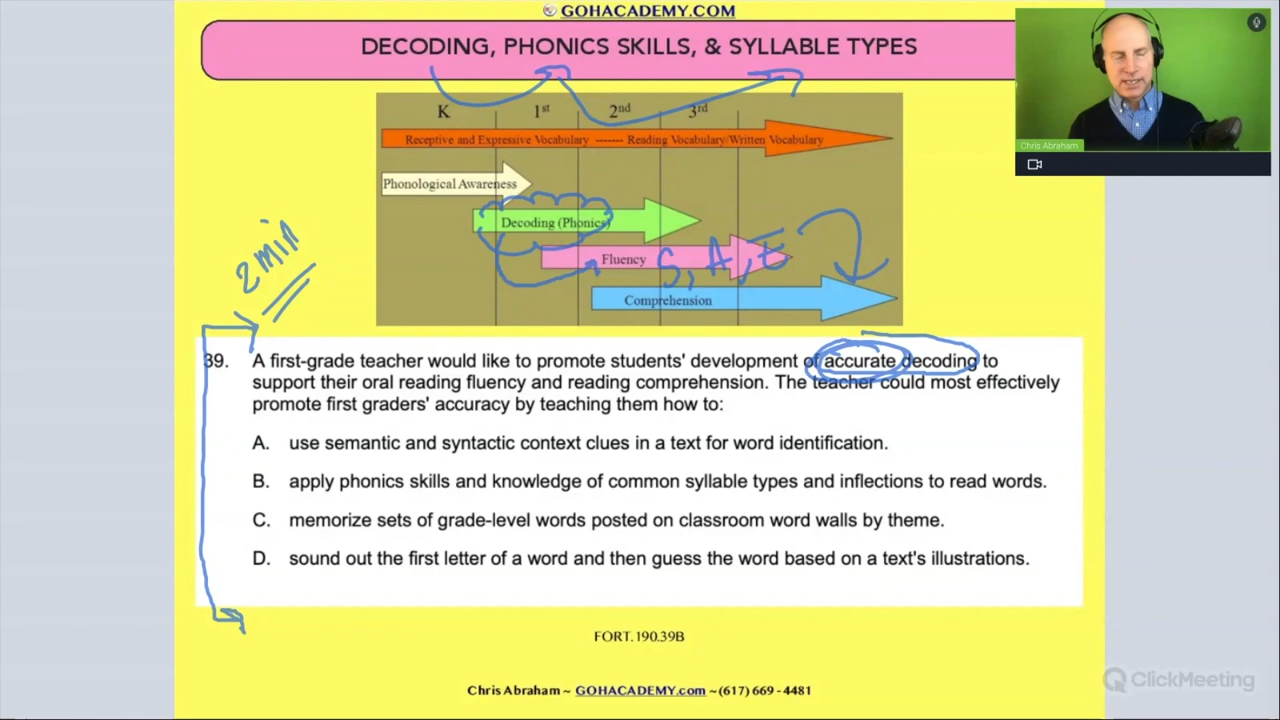 GOHACADEMY.COM
DECODING, PHONICS SKILLS, & SYLLABLE TYPES
K 1st 2nd 3rd
Receptive and Expressive Vocabulary ------- Reading Vocabulary/Written Vocabulary
Phonological Awareness
Decoding (Phonics)
Fluency S, A, E
Comprehension
Chris Abraham
2 min
39. A first-grade teacher would like to promote students' development of accurate decoding to
support their oral reading fluency and reading comprehension. The teacher could most effectively
promote first graders' accuracy by teaching them how to:
A. use semantic and syntactic context clues in a text for word identification.
B. apply phonics skills and knowledge of common syllable types and inflections to read words.
C. memorize sets of grade-level words posted on classroom word walls by theme.
D. sound out the first letter of a word and then guess the word based on a text's illustrations.
FORT.190.39B
Chris Abraham ~ GOHACADEMY.com ~(617) 669 - 4481
ClickMeeting